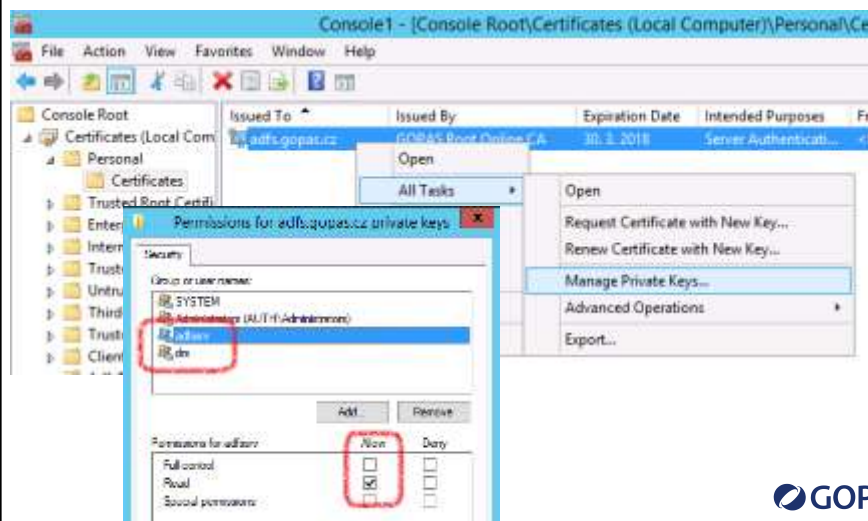 Console1 - [Console Root\Certificates (Local Computer)\Personal\Ce
File Action View Favorites Window Help
Console Root
Certificates (Local Com
Personal
Certificates
Trusted Root Certifi
Enter
Intern
Trust
Untru
Third
Trust
Client
Issued To Issued By Expiration Date Intended Purposes Fr
adfs.gopas.cz GOPAS Root Online CA 30. 3. 2018 Server Authenticati...
Open
All Tasks
Open
Request Certificate with New Key...
Renew Certificate with New Key...
Manage Private Keys...
Advanced Operations
Export...
Permissions for adfs.gopas.cz private keys
Security
Group or user names:
SYSTEM
Administrators (AUTH\Administrators)
adfssrv
drs
Add... Remove
Permissions for adfssrv Allow Deny
Full control
Read
Special permissions
GOP